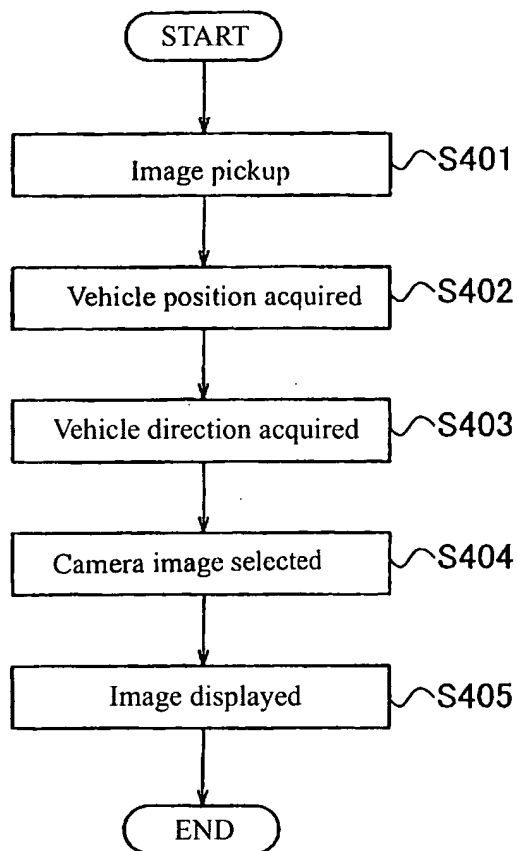 START
Image pickup
S401
Vehicle position acquired
S402
Vehicle direction acquired
S403
Camera image selected
S404
Image displayed
S405
END